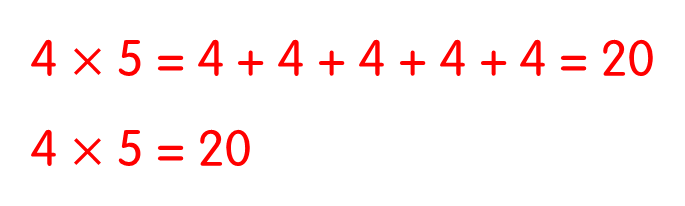 4 × 5 = 4 + 4 + 4 + 4 + 4 = 20
4 × 5 = 20